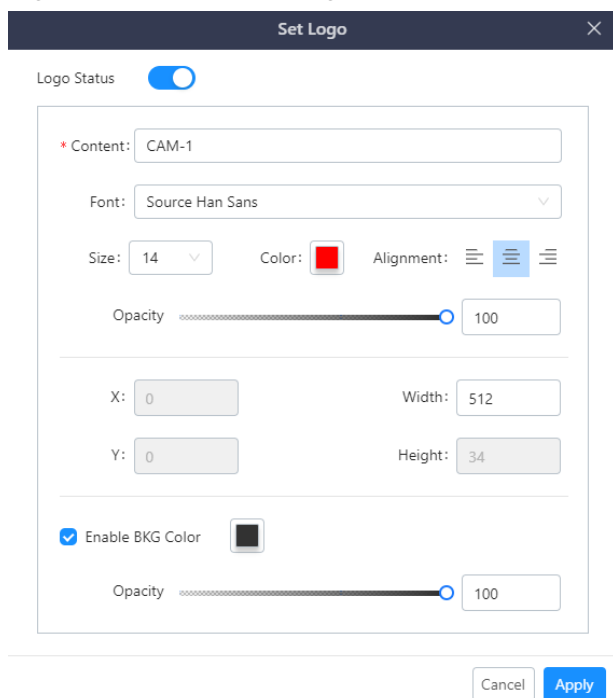 Set Logo
Logo Status
* Content: CAM-1
Font: Source Han Sans
Size: 14 Color: Alignment:
Opacity 100
X: 0 Width: 512
Y: 0 Height: 34
Enable BKG Color
Opacity 100
Cancel Apply